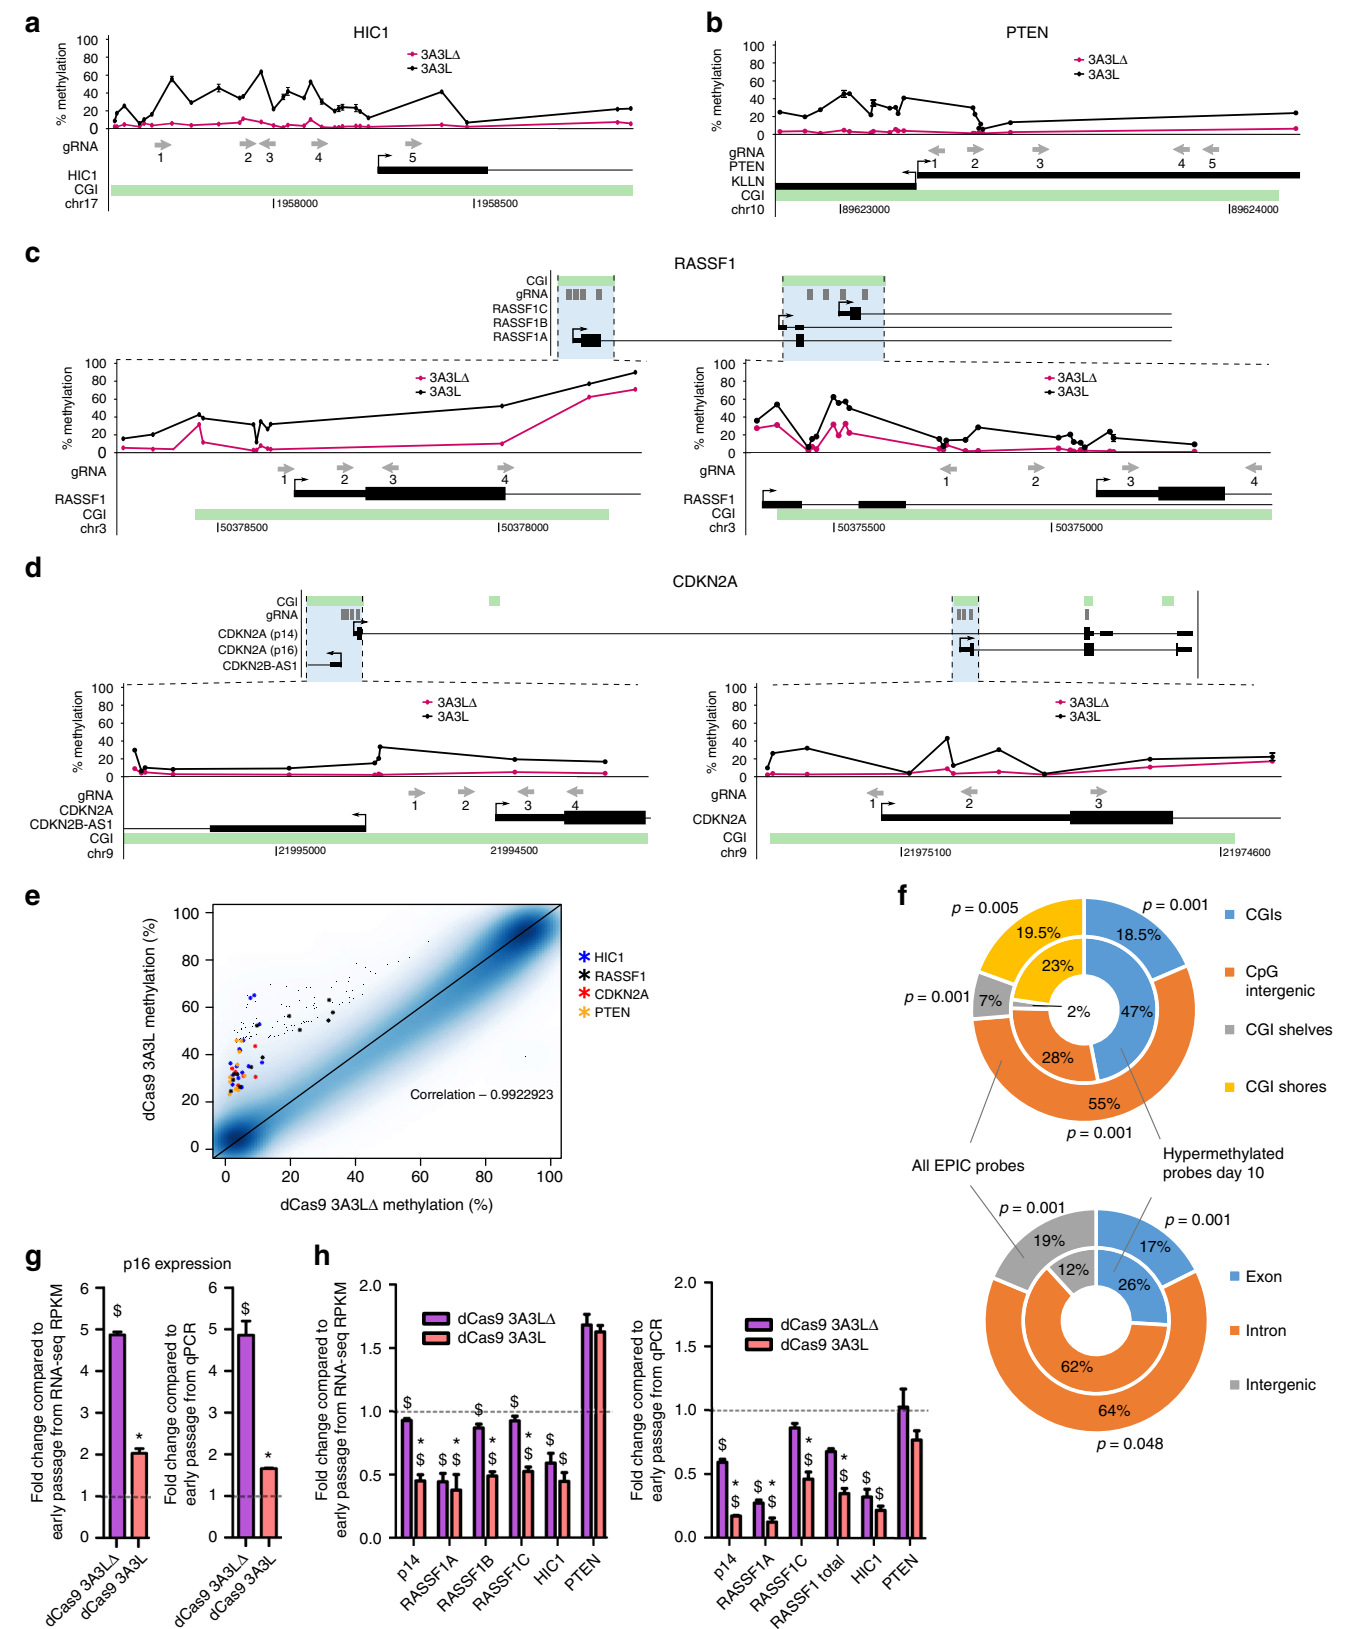 a
HIC1
% methylation
100
80
60
40
20
0
3A3LΔ
3A3L
gRNA
1 2 3 4 5
HIC1
CGI
chr17
1958000 1958500
b
PTEN
% methylation
100
80
60
40
20
0
3A3LΔ
3A3L
gRNA
1 2 3 4 5
PTEN
KLLN
CGI
chr10
89623000 89624000
c
RASSF1
CGI
gRNA
RASSF1C
RASSF1B
RASSF1A
% methylation
100
80
60
40
20
0
3A3LΔ
3A3L
gRNA
1 2 3 4
RASSF1
CGI
chr3
50378500 50378000
% methylation
100
80
60
40
20
0
3A3LΔ
3A3L
gRNA
1 2 3 4
RASSF1
CGI
chr3
50375500 50375000
d
CDKN2A
CGI
gRNA
CDKN2A (p14)
CDKN2A (p16)
CDKN2B-AS1
% methylation
100
80
60
40
20
0
3A3LΔ
3A3L
gRNA
1 2 3 4
CDKN2A
CDKN2B-AS1
CGI
chr9
21995000 21994500
% methylation
100
80
60
40
20
0
3A3LΔ
3A3L
gRNA
1 2 3
CDKN2A
CGI
chr9
21975100 21974600
e
dCas9 3A3L methylation (%)
100
80
60
40
20
0
0 20 40 60 80 100
dCas9 3A3LΔ methylation (%)
Correlation – 0.9922923
HIC1
RASSF1
CDKN2A
PTEN
f
p = 0.005
p = 0.001
19.5%
18.5%
23%
p = 0.001
7%
2%
47%
28%
55%
p = 0.001
CGIs
CpG
intergenic
CGI shelves
CGI shores
All EPIC probes
Hypermethylated
probes day 10
p = 0.001
p = 0.001
19%
17%
12%
26%
62%
64%
p = 0.048
Exon
Intron
Intergenic
g
p16 expression
Fold change compared to
early passage from RNA-seq RPKM
6
5
4
3
2
1
0
$
*
dCas9 3A3LΔ
dCas9 3A3L
Fold change compared to
early passage from qPCR
6
5
4
3
2
1
0
$
*
dCas9 3A3LΔ
dCas9 3A3L
h
Fold change compared to
early passage from RNA-seq RPKM
2.0
1.5
1.0
0.5
0.0
dCas9 3A3LΔ
dCas9 3A3L
$ * $ $ * $ $ * $ $ * $ $ $
p14
RASSF1A
RASSF1B
RASSF1C
HIC1
PTEN
Fold change compared to
early passage from qPCR
2.0
1.5
1.0
0.5
0.0
dCas9 3A3LΔ
dCas9 3A3L
$ * $ $ * $ * $ * $ $ $
p14
RASSF1A
RASSF1C
RASSF1 total
HIC1
PTEN